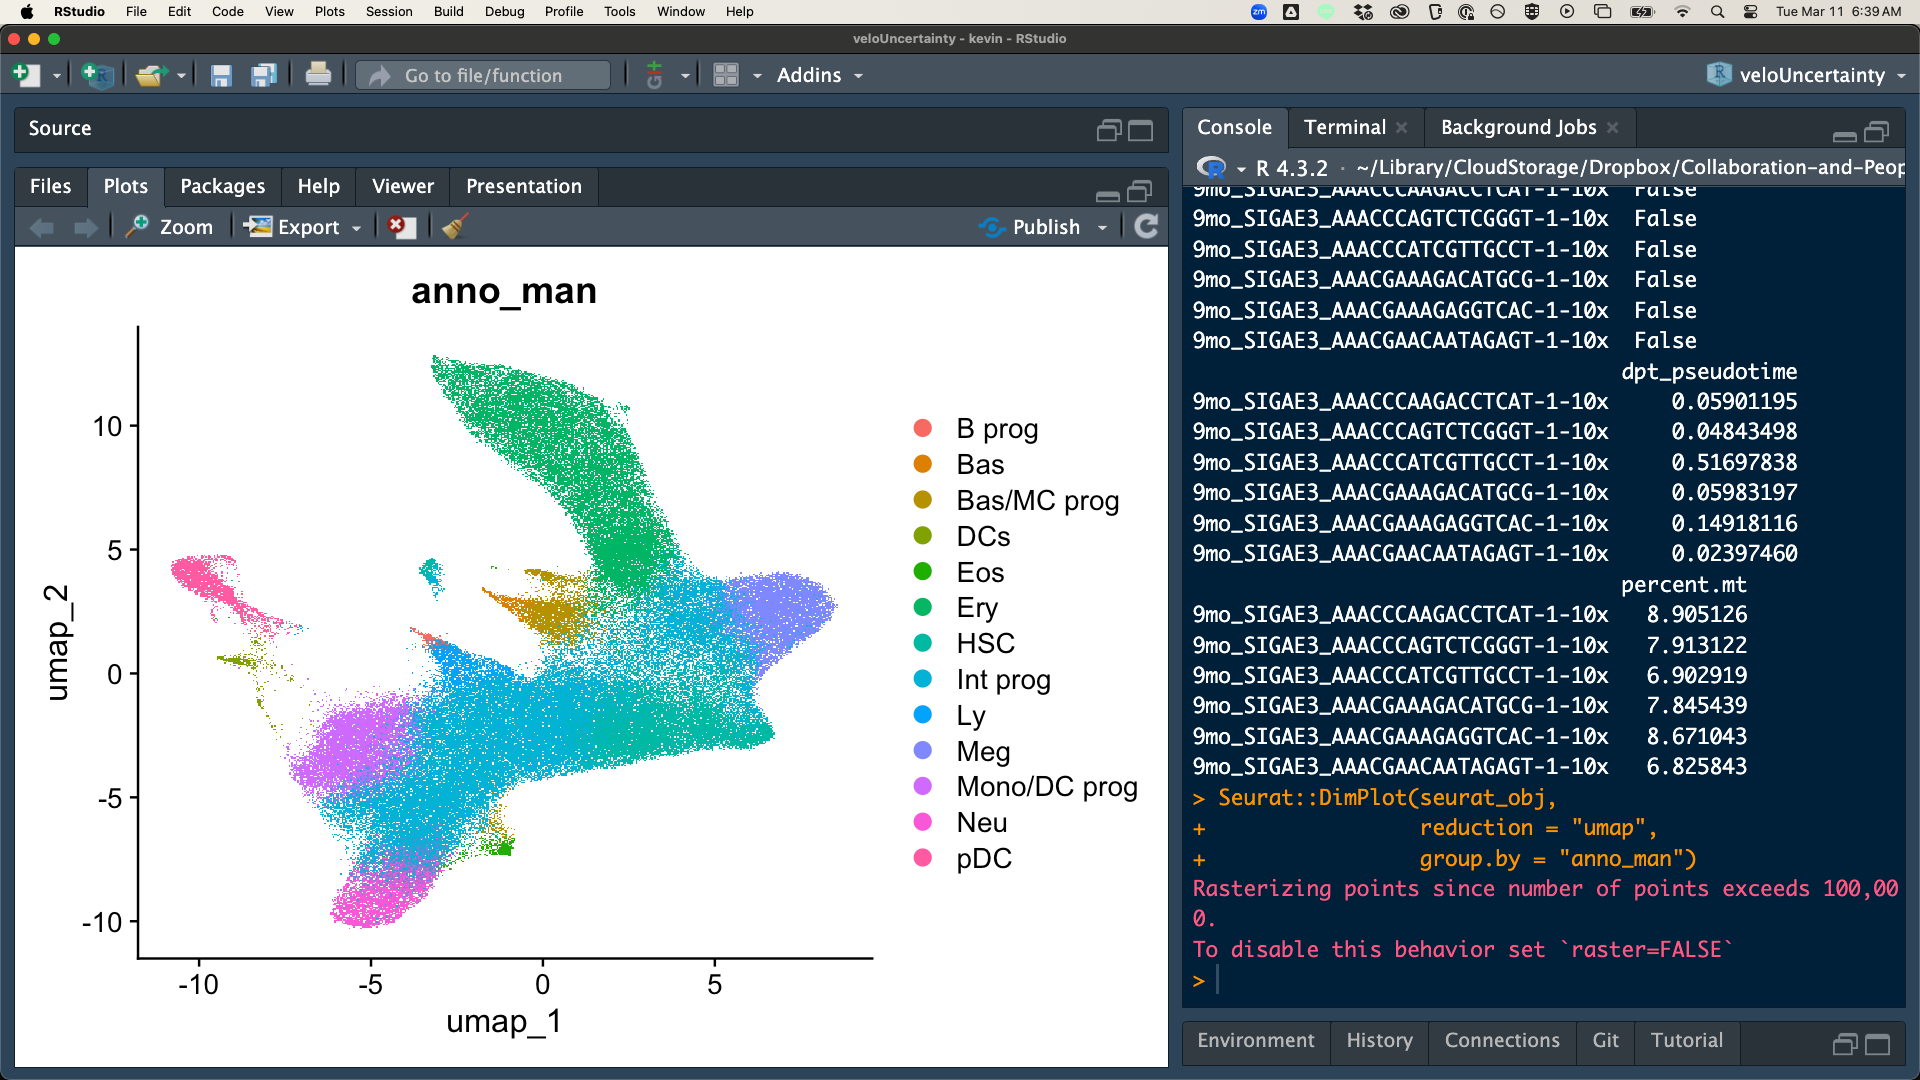 RStudio File Edit Code View Plots Session Build Debug Profile Tools Window Help
zm
Tue Mar 11 6:39 AM
veloUncertainty - kevin - RStudio
Go to file/function
Addins
veloUncertainty
Source
Files Plots Packages Help Viewer Presentation
Zoom Export Publish
anno_man
umap_2
10
5
0
-5
-10
-10 -5 0 5
umap_1
B prog
Bas
Bas/MC prog
DCs
Eos
Ery
HSC
Int prog
Ly
Meg
Mono/DC prog
Neu
pDC
Console Terminal Background Jobs
R 4.3.2 · ~/Library/CloudStorage/Dropbox/Collaboration-and-Peop
9mo_SIGAE3_AAACCCAAGACCTCAT-1-10x False
9mo_SIGAE3_AAACCCAGTCTCGGGT-1-10x False
9mo_SIGAE3_AAACCCATCGTTGCCT-1-10x False
9mo_SIGAE3_AAACGAAAGACATGCG-1-10x False
9mo_SIGAE3_AAACGAAAGAGGTCAC-1-10x False
9mo_SIGAE3_AAACGAACAATAGAGT-1-10x False
dpt_pseudotime
9mo_SIGAE3_AAACCCAAGACCTCAT-1-10x 0.05901195
9mo_SIGAE3_AAACCCAGTCTCGGGT-1-10x 0.04843498
9mo_SIGAE3_AAACCCATCGTTGCCT-1-10x 0.51697838
9mo_SIGAE3_AAACGAAAGACATGCG-1-10x 0.05983197
9mo_SIGAE3_AAACGAAAGAGGTCAC-1-10x 0.14918116
9mo_SIGAE3_AAACGAACAATAGAGT-1-10x 0.02397460
percent.mt
9mo_SIGAE3_AAACCCAAGACCTCAT-1-10x 8.905126
9mo_SIGAE3_AAACCCAGTCTCGGGT-1-10x 7.913122
9mo_SIGAE3_AAACCCATCGTTGCCT-1-10x 6.902919
9mo_SIGAE3_AAACGAAAGACATGCG-1-10x 7.845439
9mo_SIGAE3_AAACGAAAGAGGTCAC-1-10x 8.671043
9mo_SIGAE3_AAACGAACAATAGAGT-1-10x 6.825843
> Seurat::DimPlot(seurat_obj,
+ reduction = "umap",
+ group.by = "anno_man")
Rasterizing points since number of points exceeds 100,00
0.
To disable this behavior set `raster=FALSE`
>
Environment History Connections Git Tutorial